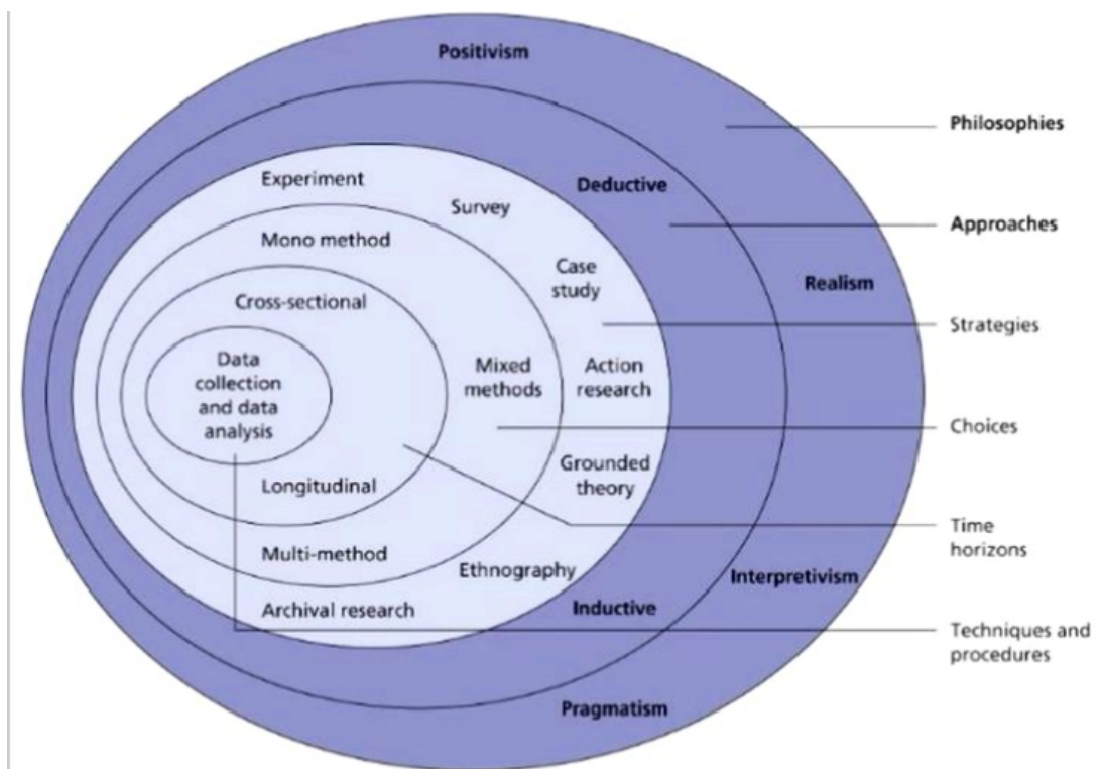 Positivism
Philosophies
Deductive
Approaches
Realism
Experiment
Survey
Case
study
Strategies
Mono method
Cross-sectional
Data
collection
and data
analysis
Mixed
methods
Action
research
Choices
Grounded
theory
Longitudinal
Time
horizons
Multi-method
Ethnography
Interpretivism
Archival research
Inductive
Techniques and
procedures
Pragmatism